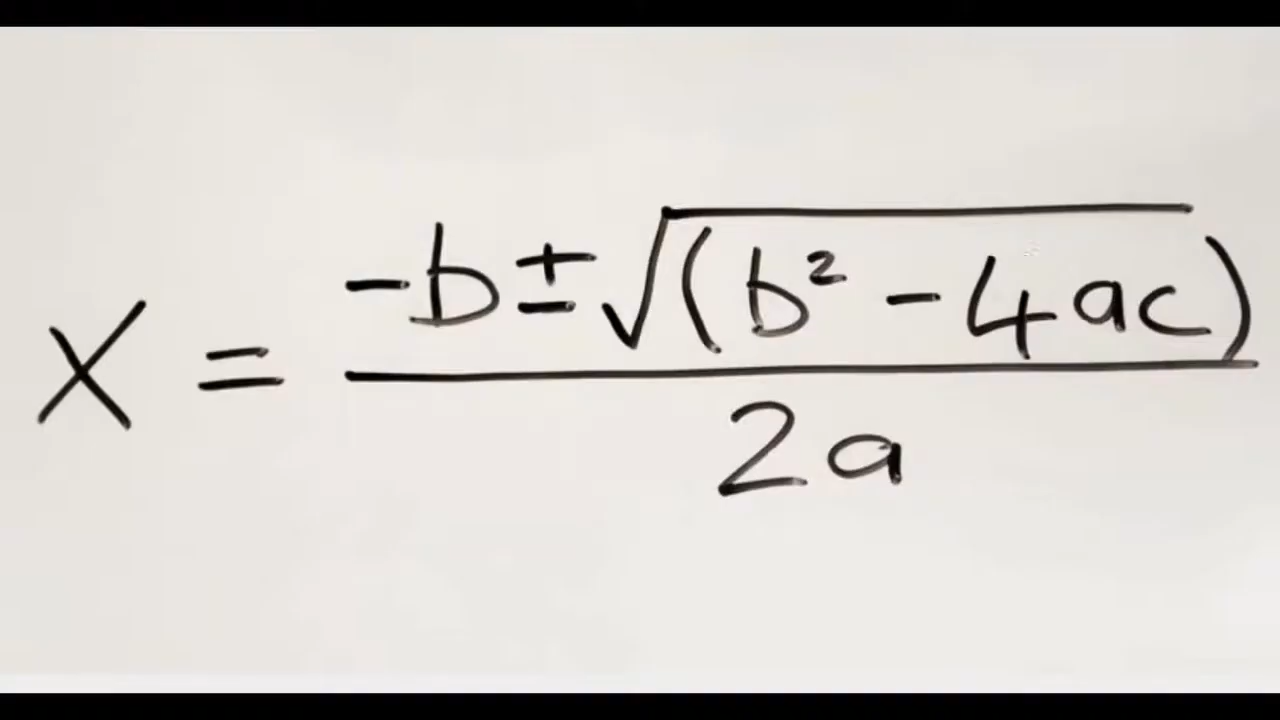 X = -b ± √(b² - 4ac) / 2a